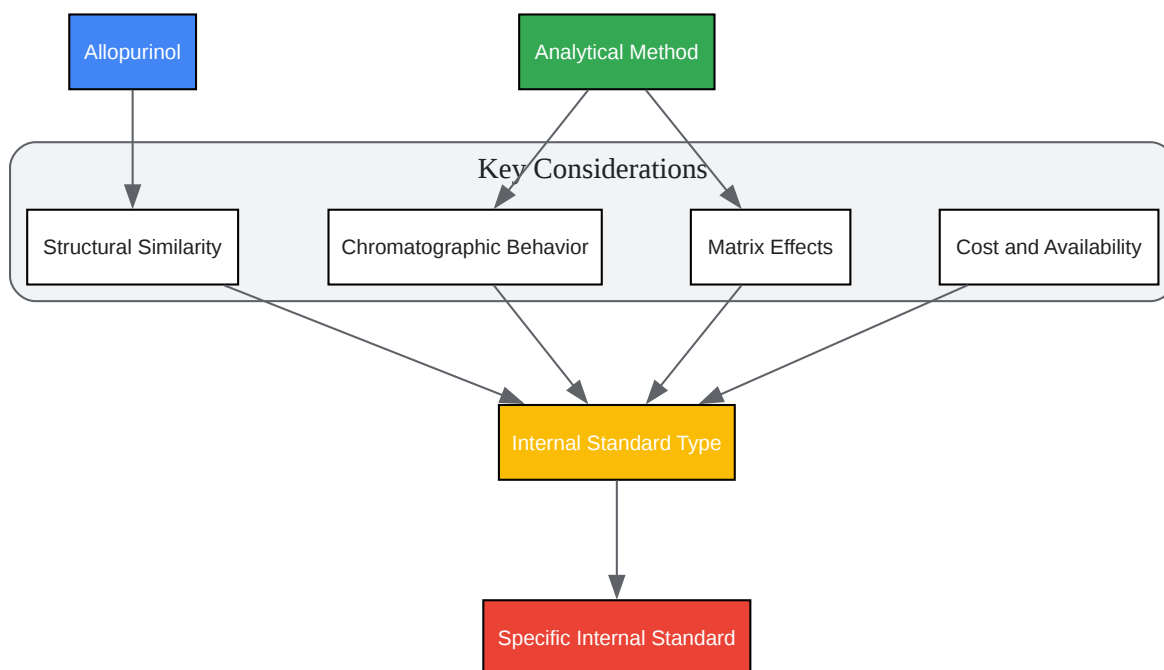 Allopurinol
Analytical Method
Key Considerations
Structural Similarity
Chromatographic Behavior
Matrix Effects
Cost and Availability
Internal Standard Type
Specific Internal Standard